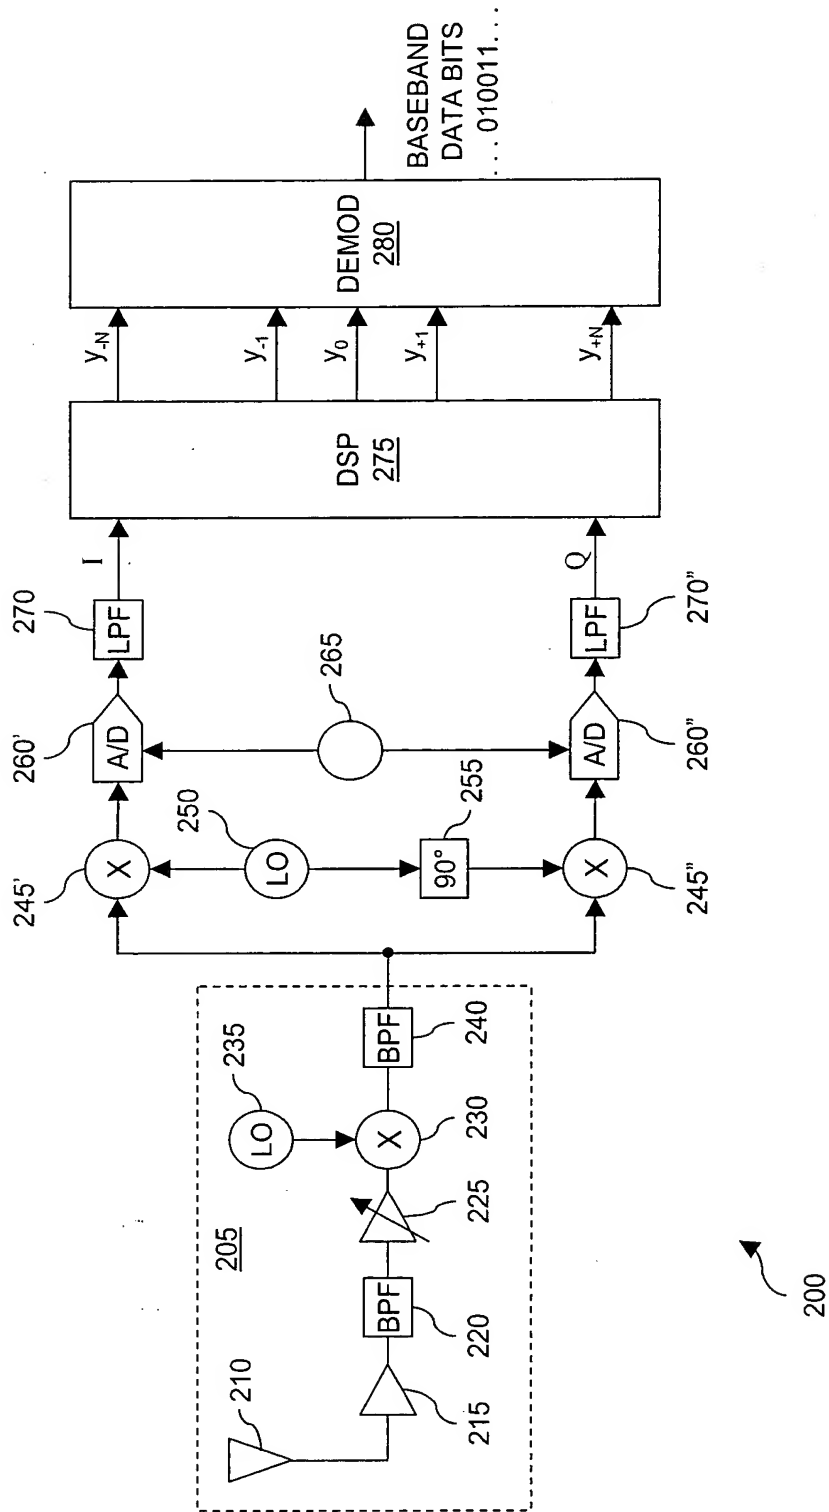 210
205
215
BPF
220
225
LO
235
X
230
BPF
240
245'
X
LO
250
90°
255
X
245"
260'
A/D
265
A/D
260"
270
LPF
I
LPF
270"
Q
DSP
275
y-N
y-1
y0
y+1
y+N
DEMOD
280
BASEBAND
DATA BITS
. . . .010011. . .
200